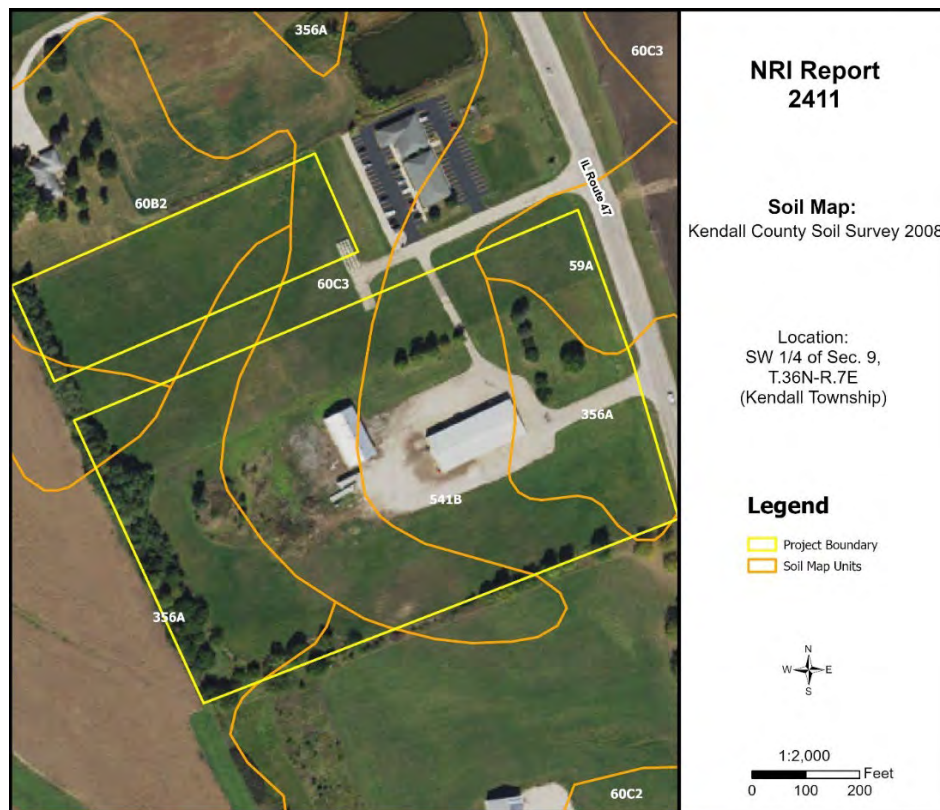 356A
60C3
60B2
IL Route 47
59A
60C3
356A
541B
356A
60C2
NRI Report
2411
Soil Map:
Kendall County Soil Survey 2008
Location:
SW 1/4 of Sec. 9,
T.36N-R.7E
(Kendall Township)
Legend
Project Boundary
Soil Map Units
N
W E
S
1:2,000
Feet
0 100 200